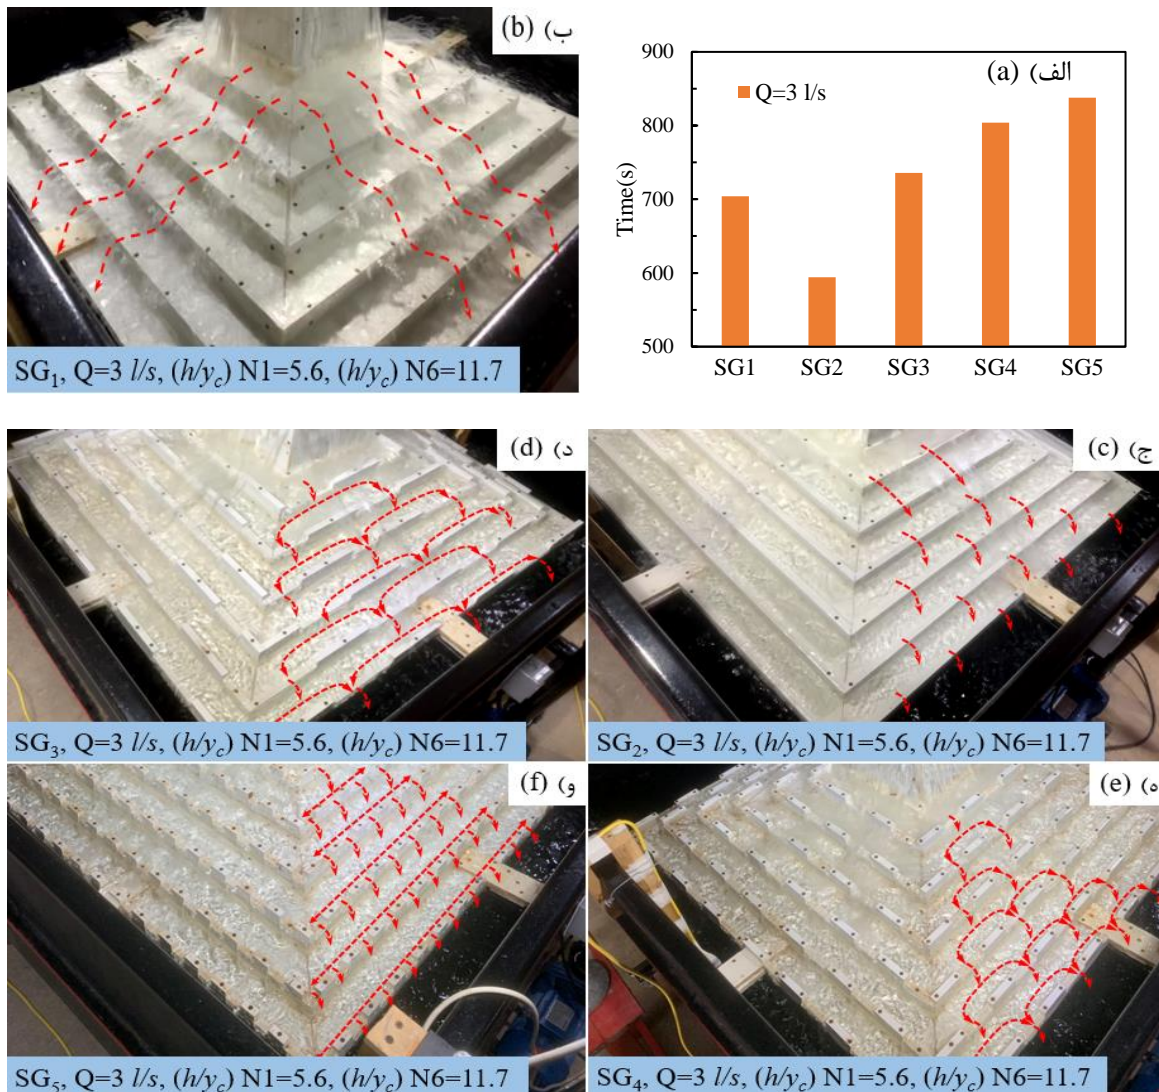 ب) (b)
SG1, Q=3 l/s, (h/yc) N1=5.6, (h/yc) N6=11.7
الف) (a)
Q=3 l/s
Time(s)
900
800
700
600
500
SG1 SG2 SG3 SG4 SG5
د) (d)
SG3, Q=3 l/s, (h/yc) N1=5.6, (h/yc) N6=11.7
ج) (c)
SG2, Q=3 l/s, (h/yc) N1=5.6, (h/yc) N6=11.7
و) (f)
SG5, Q=3 l/s, (h/yc) N1=5.6, (h/yc) N6=11.7
ه) (e)
SG4, Q=3 l/s, (h/yc) N1=5.6, (h/yc) N6=11.7